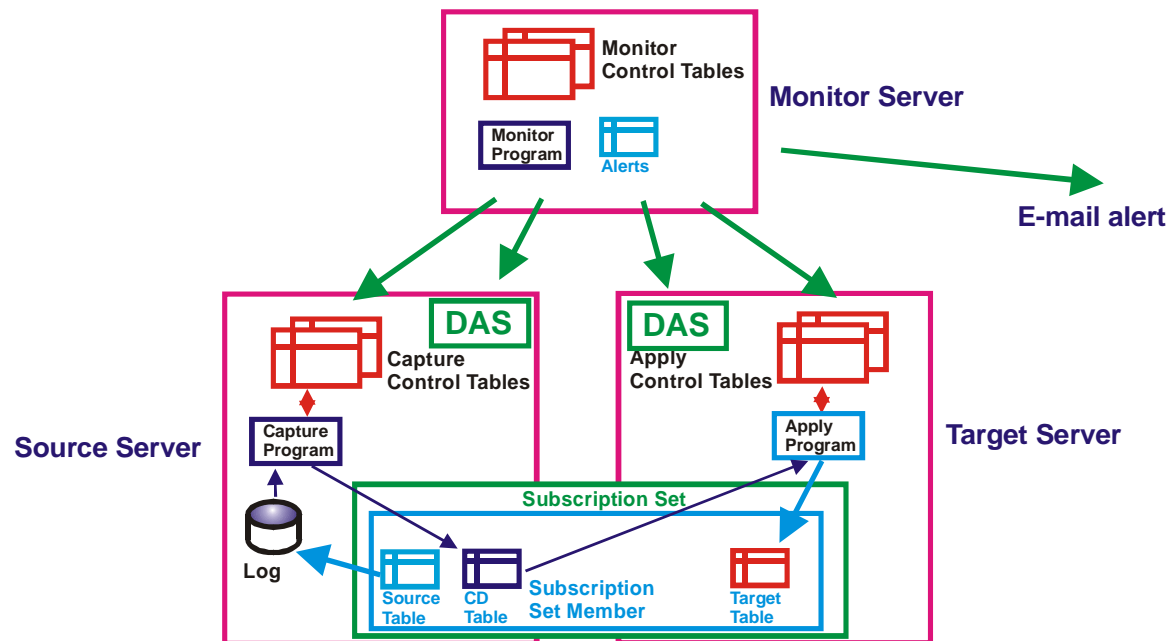 Monitor
Control Tables
Monitor Server
Monitor
Program
Alerts
E-mail alert
DAS
DAS
Capture
Control Tables
Apply
Control Tables
Source Server
Capture
Program
Apply
Program
Target Server
Subscription Set
Log
Source
Table
CD
Table
Subscription
Set Member
Target
Table